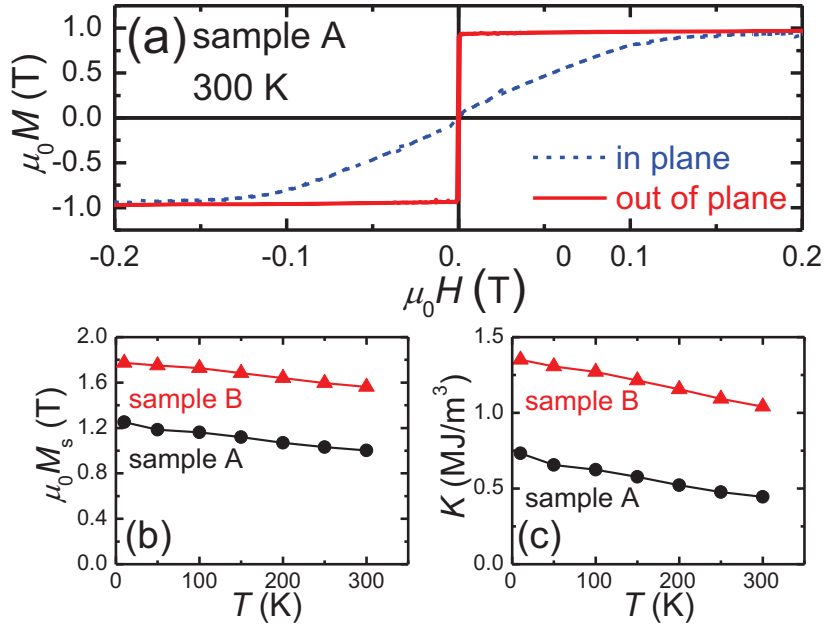 (a) sample A
300 K
in plane
out of plane
1.0
0.5
0.0
-0.5
-1.0
μ₀M (T)
-0.2 -0.1 0. 0 0.1 0.2
μ₀H (T)
2.0
1.6
1.2
0.8
0.4
0.0
μ₀Mₛ (T)
sample B
sample A
(b)
0 100 200 300
T (K)
1.5
1.0
0.5
0.0
K (MJ/m³)
sample B
sample A
(c)
0 100 200 300
T (K)